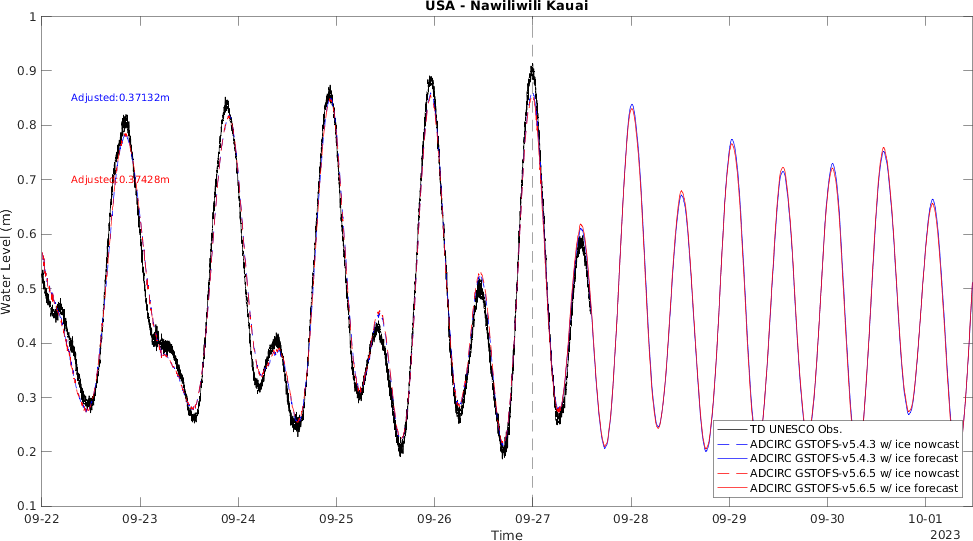 USA - Nawiliwili Kauai
1
0.9
0.8
0.7
0.6
0.5
0.4
0.3
0.2
0.1
Water Level (m)
Adjusted:0.37132m
Adjusted:0.37428m
TD UNESCO Obs.
ADCIRC GSTOFS-v5.4.3 w/ ice nowcast
ADCIRC GSTOFS-v5.4.3 w/ ice forecast
ADCIRC GSTOFS-v5.6.5 w/ ice nowcast
ADCIRC GSTOFS-v5.6.5 w/ ice forecast
09-22 09-23 09-24 09-25 09-26 09-27 09-28 09-29 09-30 10-01
Time
2023